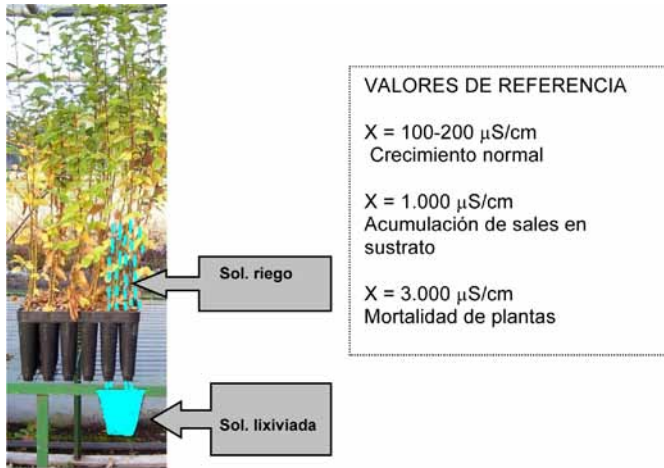 Sol. riego
Sol. lixiviada
VALORES DE REFERENCIA
X = 100-200 μS/cm
Crecimiento normal
X = 1.000 μS/cm
Acumulación de sales en
sustrato
X = 3.000 μS/cm
Mortalidad de plantas